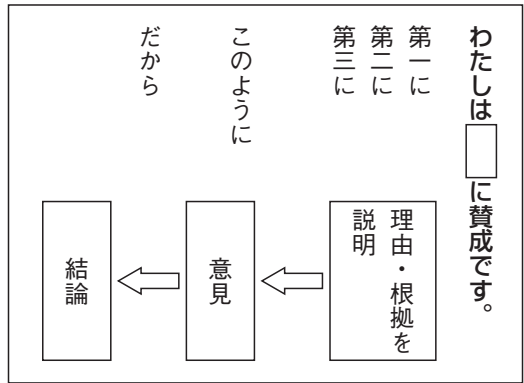 わたしは□に賛成です。
第一に
第二に
第三に
理由・根拠を
説明
このように
意見
だから
結論